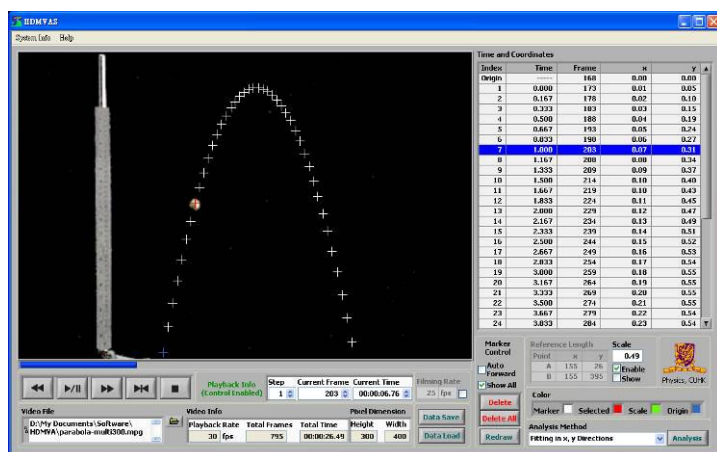 HDMVAS
System Info Help
Time and Coordinates
Index Time Frame x y
Origin ----- 168 0.00 0.00
1 0.000 173 0.01 0.05
2 0.167 178 0.02 0.10
3 0.333 183 0.03 0.15
4 0.500 188 0.04 0.19
5 0.667 193 0.05 0.24
6 0.833 198 0.06 0.27
7 1.000 203 0.07 0.31
8 1.167 208 0.08 0.34
9 1.333 209 0.09 0.37
10 1.500 214 0.10 0.40
11 1.667 219 0.10 0.43
12 1.833 224 0.11 0.45
13 2.000 229 0.12 0.47
14 2.167 234 0.13 0.49
15 2.333 239 0.14 0.51
16 2.500 244 0.15 0.52
17 2.667 249 0.16 0.53
18 2.833 254 0.17 0.54
19 3.000 259 0.18 0.55
20 3.167 264 0.19 0.55
21 3.333 269 0.20 0.55
22 3.500 274 0.21 0.55
23 3.667 279 0.22 0.54
24 3.833 284 0.23 0.54
Marker Control
Auto Forward
Show All
Delete
Delete All
Redraw
Reference Length Scale
Point x y 0.49
A 155 26 Enable
B 155 395 Show
Physics, CUHK
Color
Marker Selected Scale Origin
Analysis Method
Fitting in x, y Directions Analysis
Playback Info
(Control Enabled)
Step Current Frame Current Time Filming Rate
1 203 00:00:06.76 25 fps
Video File
D:\My Documents\Software\
HDMVA\parabola-multi300.mpg
Video Info Pixel Dimension
Playback Rate Total Frames Total Time Height Width
30 fps 795 00:00:26.49 300 400
Data Save
Data Load